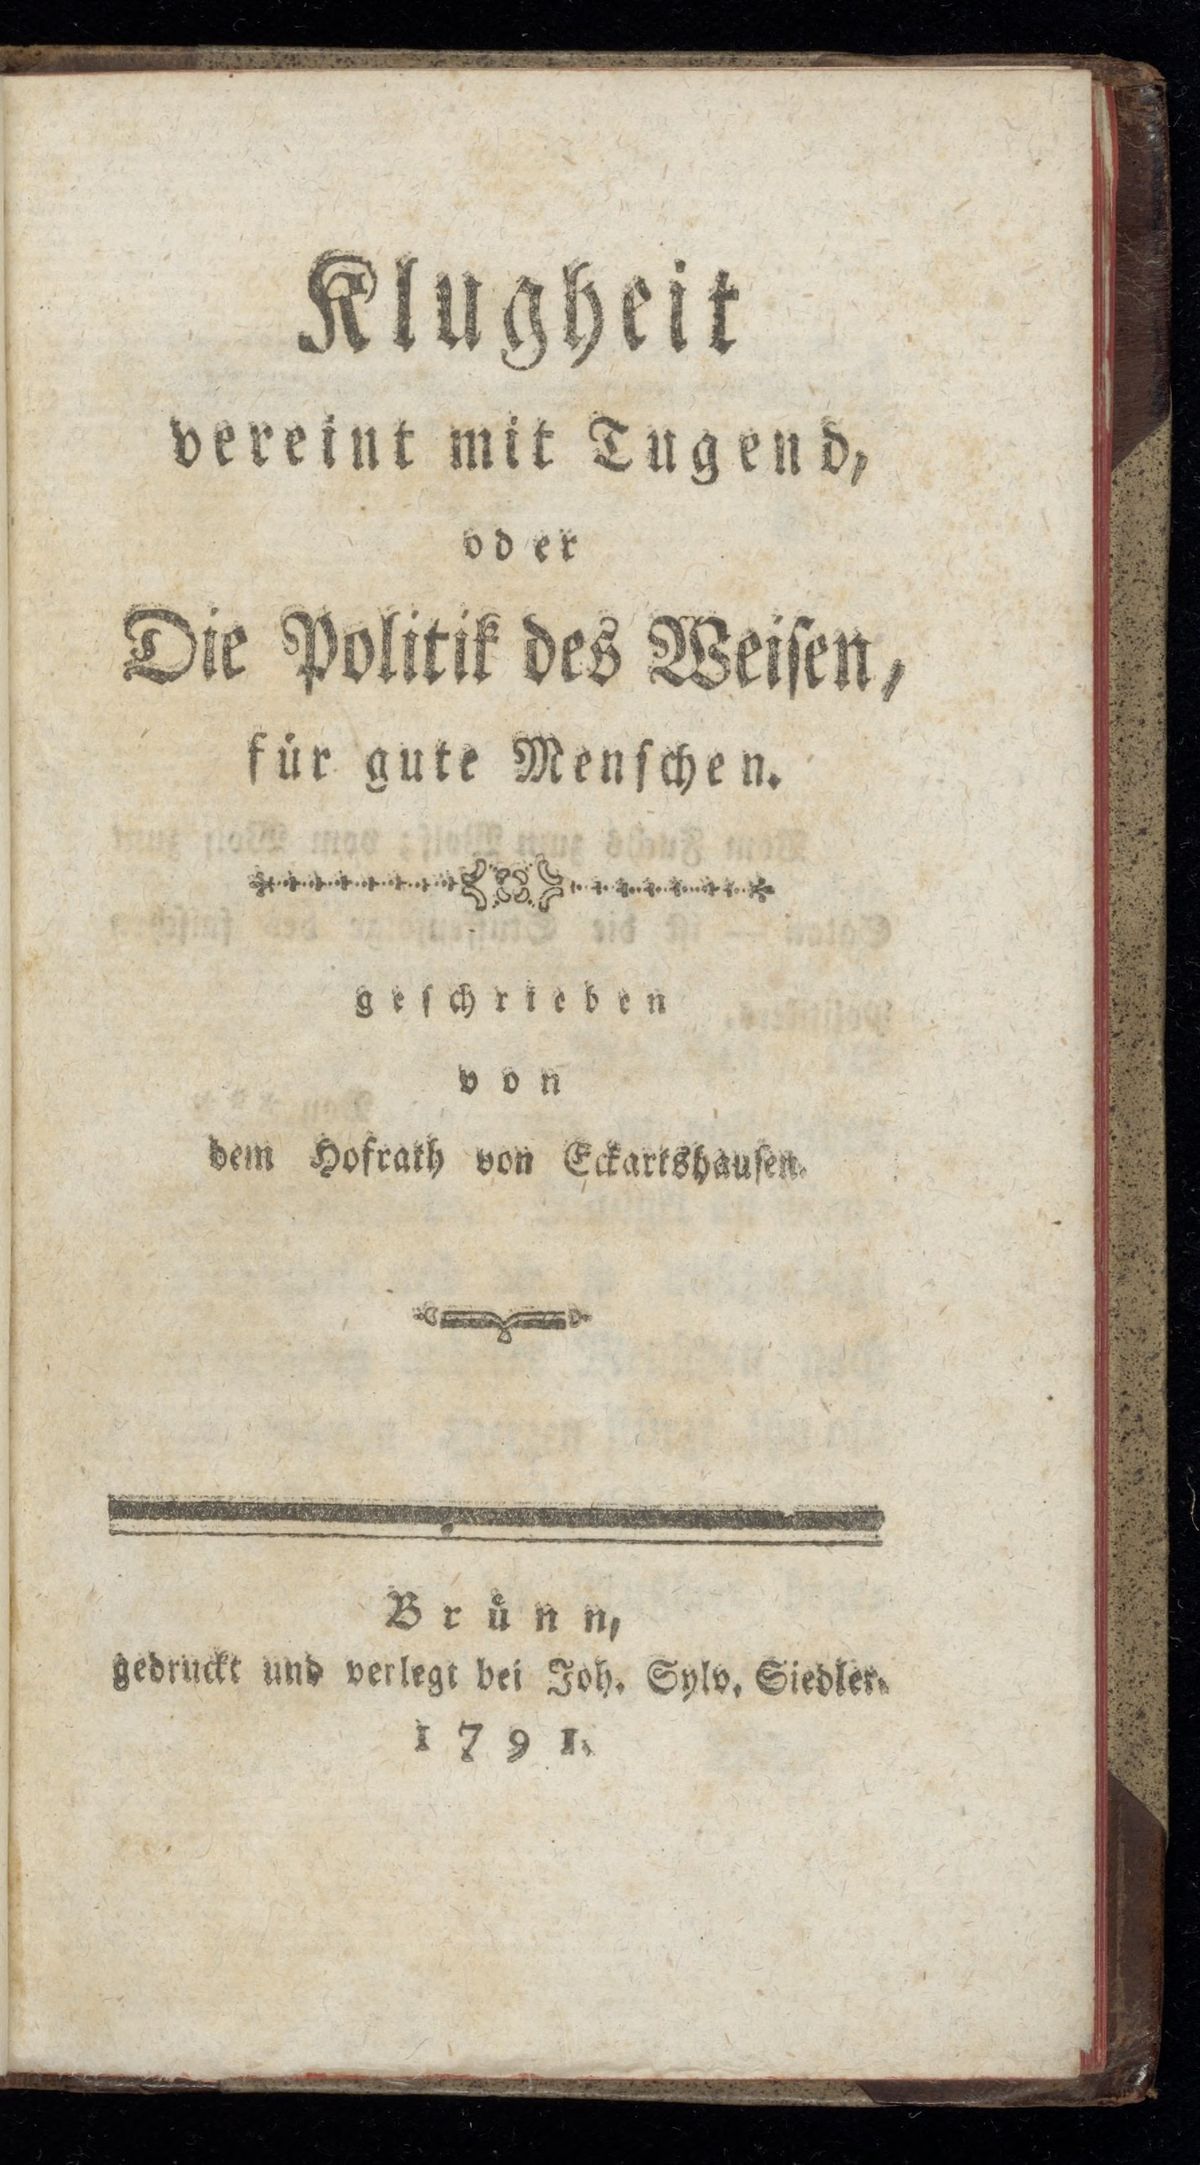 Klugheit
vereint mit Tugend,
oder
Die Politik des Weisen,
für gute Menschen.
geschrieben
von
dem Hofrath von Eckartshausen.
Brünn,
gedruckt und verlegt bei Joh. Sylv. Siedler.
1791.